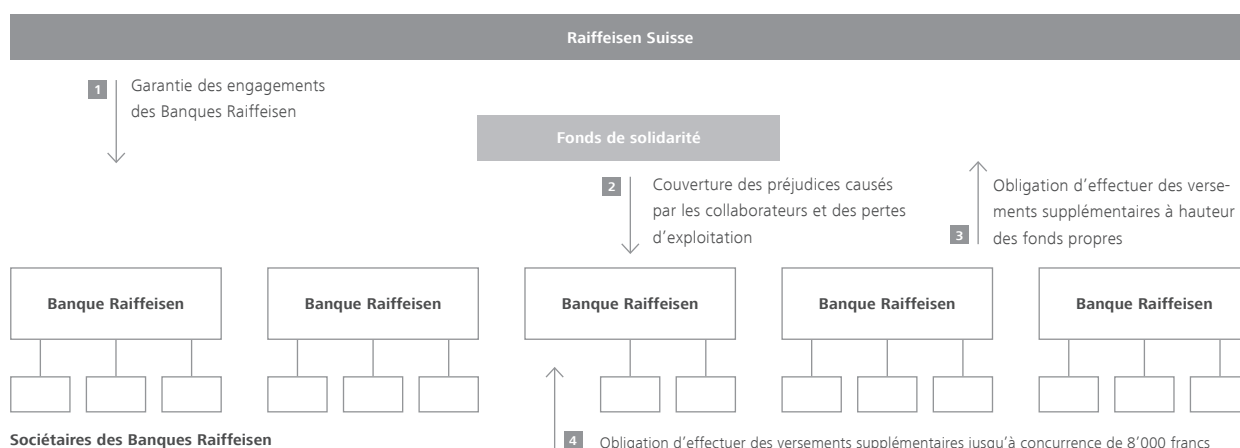 Raiffeisen Suisse
1 Garantie des engagements
des Banques Raiffeisen
Fonds de solidarité
2 Couverture des préjudices causés
par les collaborateurs et des pertes
d'exploitation
Obligation d'effectuer des verse-
ments supplémentaires à hauteur
3 des fonds propres
Banque Raiffeisen
Banque Raiffeisen
Banque Raiffeisen
Banque Raiffeisen
Banque Raiffeisen
Sociétaires des Banques Raiffeisen
4 Obligation d'effectuer des versements supplémentaires jusqu'à concurrence de 8'000 francs